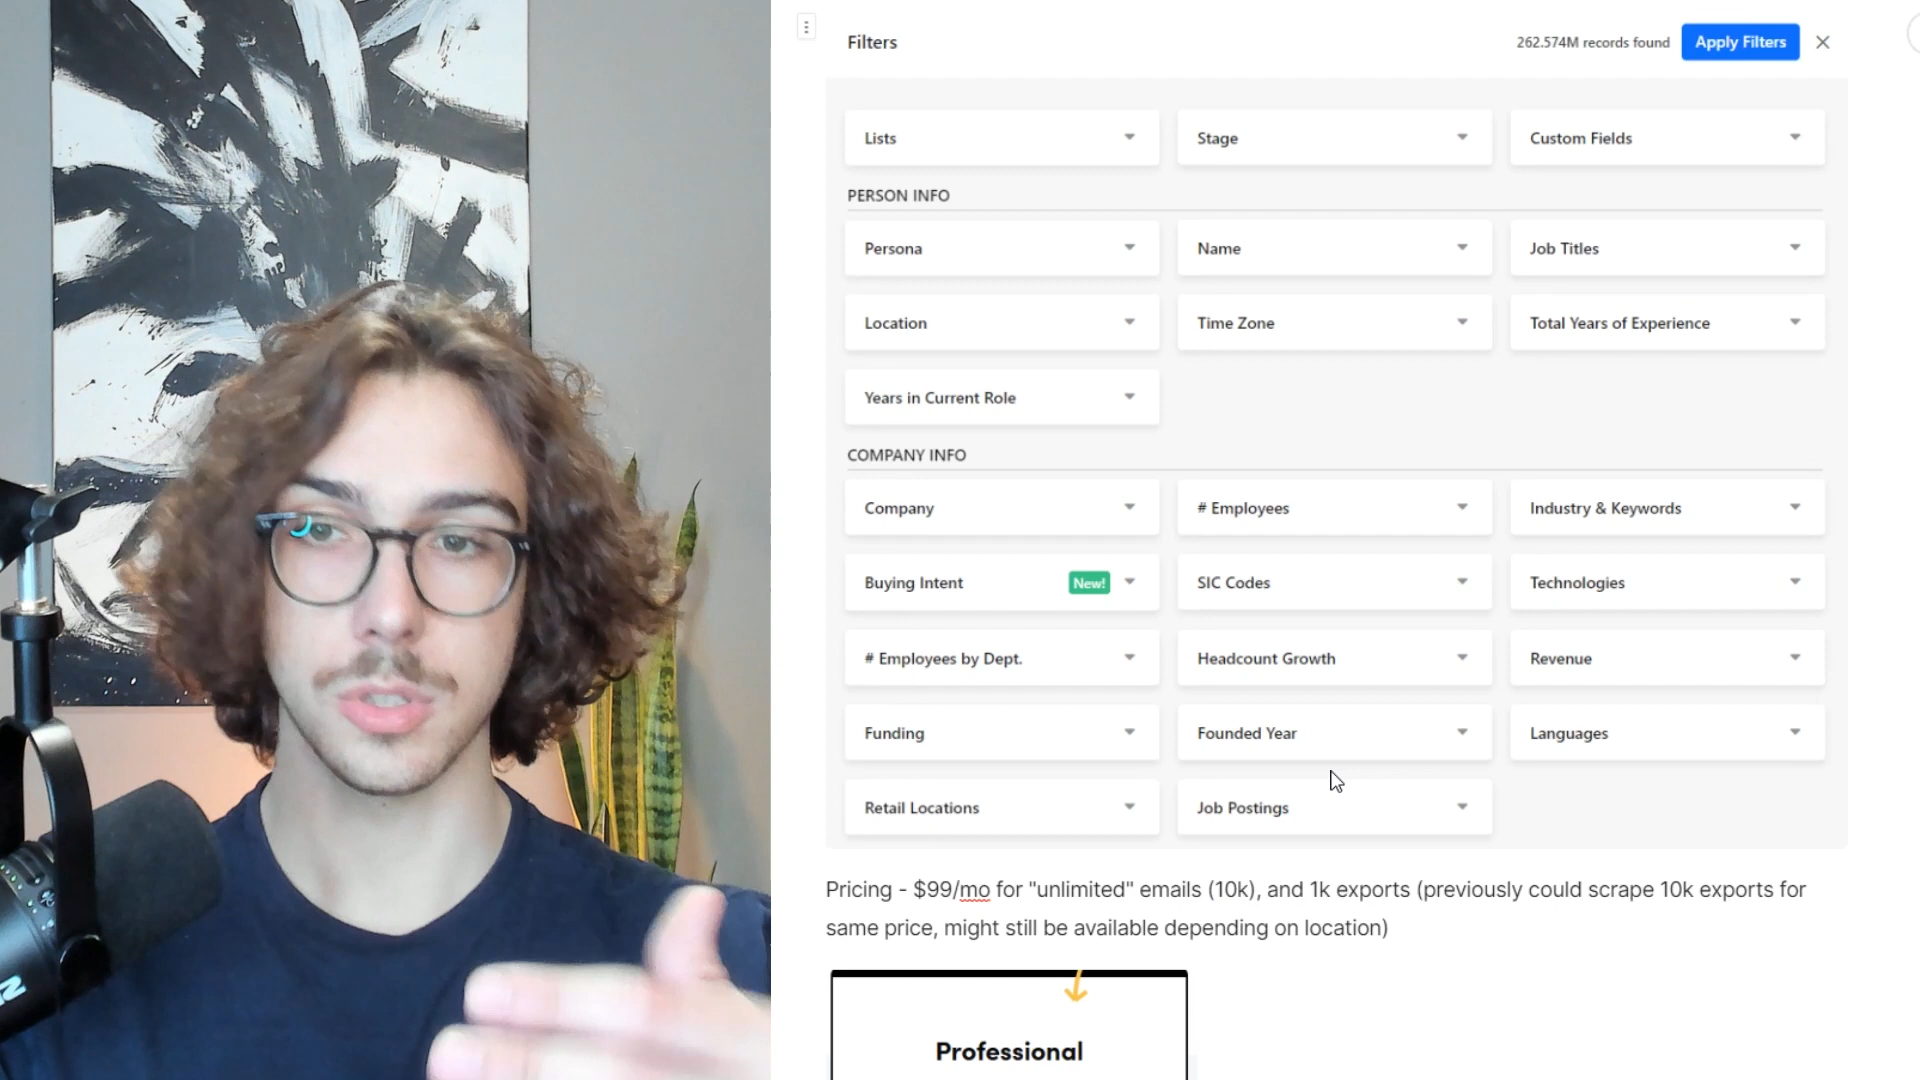 Filters
262.574M records found
Apply Filters
Lists
Stage
Custom Fields
PERSON INFO
Persona
Name
Job Titles
Location
Time Zone
Total Years of Experience
Years in Current Role
COMPANY INFO
Company
# Employees
Industry & Keywords
Buying Intent
New!
SIC Codes
Technologies
# Employees by Dept.
Headcount Growth
Revenue
Funding
Founded Year
Languages
Retail Locations
Job Postings
Pricing - $99/mo for "unlimited" emails (10k), and 1k exports (previously could scrape 10k exports for
same price, might still be available depending on location)
Professional